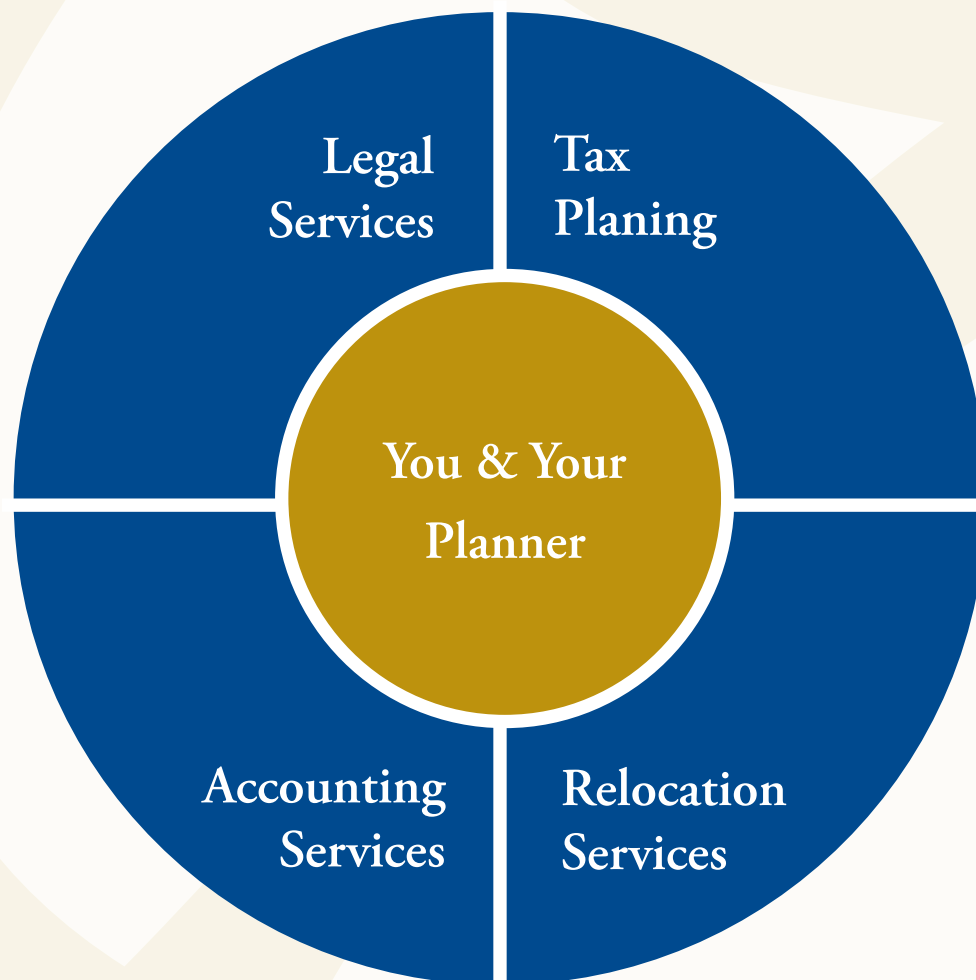 Legal
Services
Tax
Planing
You & Your
Planner
Accounting
Services
Relocation
Services